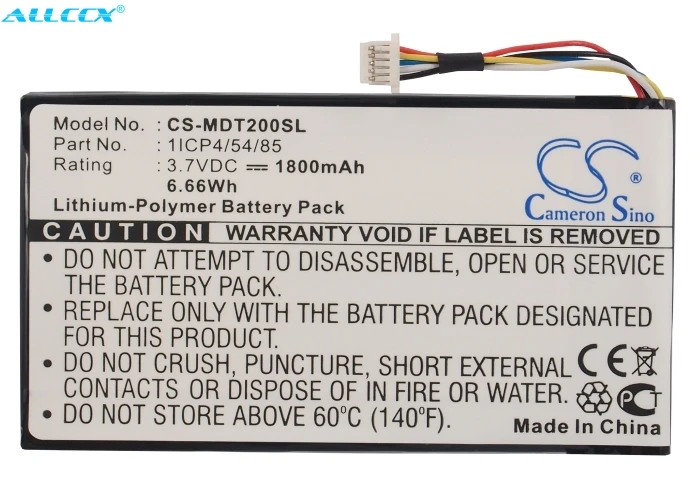 ALLCCX®
Model No. : CS-MDT200SL
Part No. : 1ICP4/54/85
Rating : 3.7VDC ⎓ 1800mAh
6.66Wh
Lithium-Polymer Battery Pack
CS
®
Cameron Sino
CAUTION WARRANTY VOID IF LABEL IS REMOVED
• DO NOT ATTEMPT TO DISASSEMBLE, OPEN OR SERVICE
THE BATTERY PACK.
• REPLACE ONLY WITH THE BATTERY PACK DESIGNATED
FOR THIS PRODUCT.
• DO NOT CRUSH, PUNCTURE, SHORT EXTERNAL
CONTACTS OR DISPOSE OF IN FIRE OR WATER.
• DO NOT STORE ABOVE 60°C (140°F).
CE
PCT
Made In China